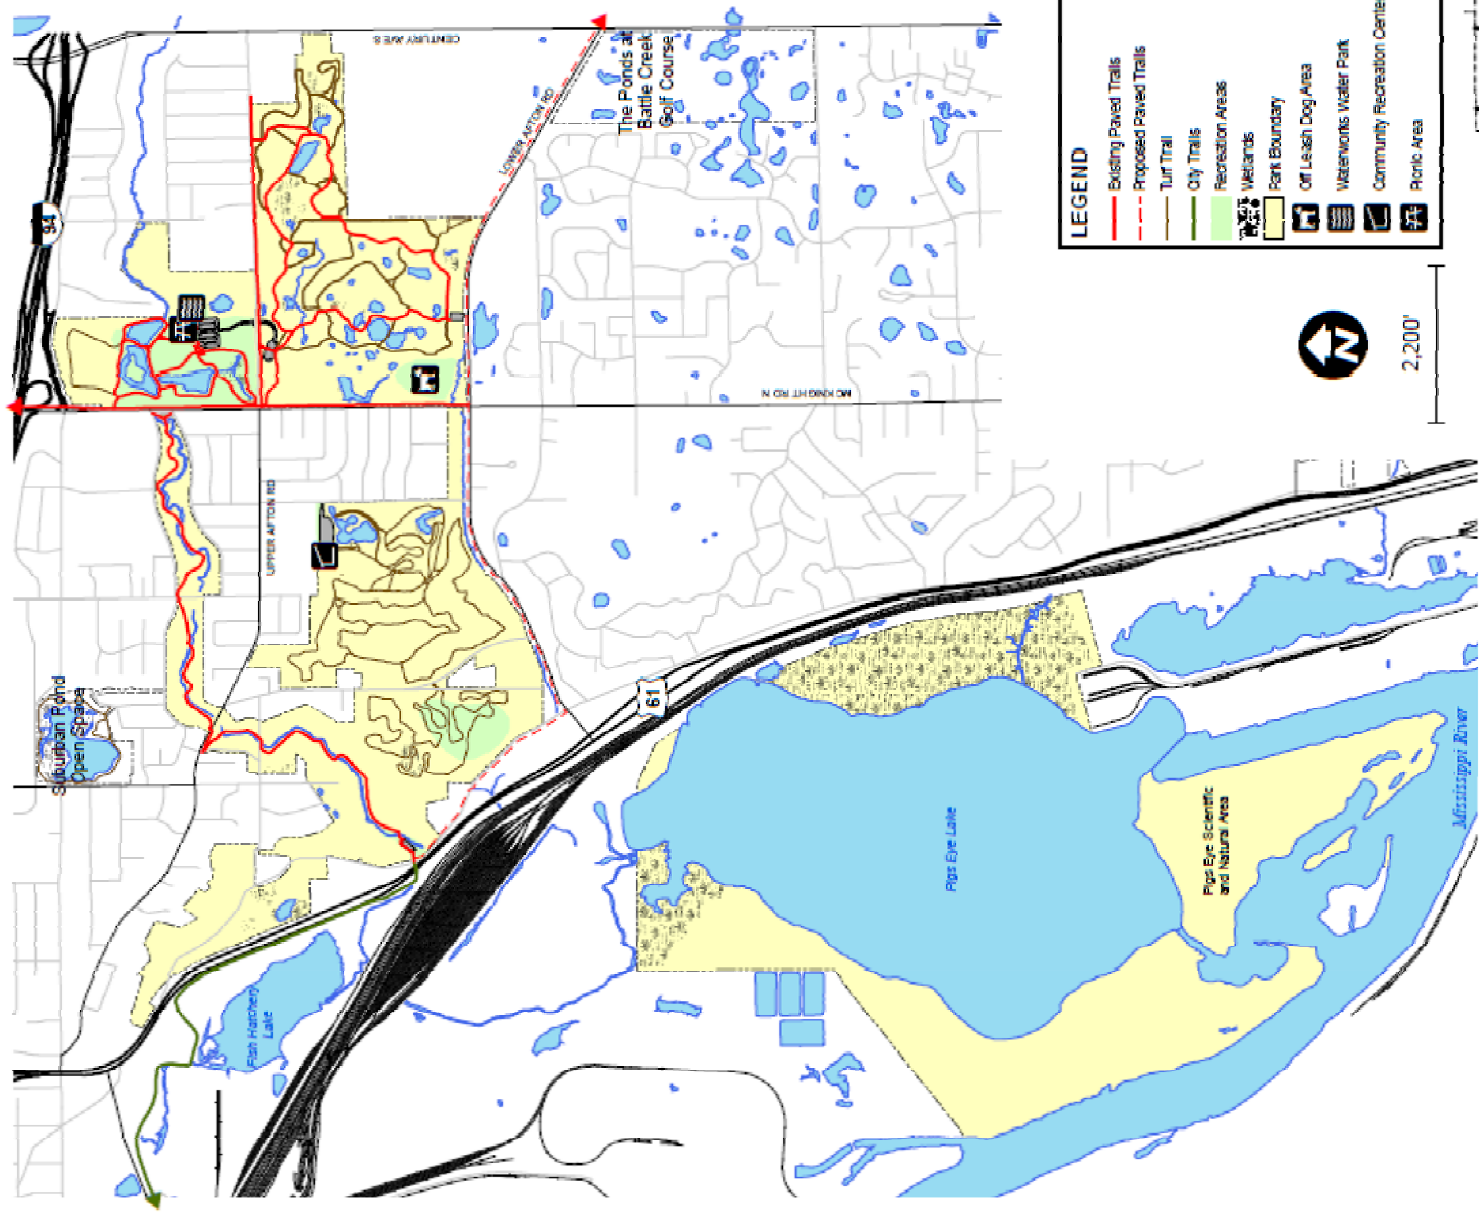 CENTURY AVE S
94
The Ponds at
Battle Creek
Golf Course
LOWER AFTON RD
MC KNIGHT RD N
UPPER AFTON RD
Suburban Pond
Open Space
61
Fish Hatchery
Lake
Pigs Eye Lake
Pigs Eye Scientific
and Natural Area
Mississippi River
LEGEND
Existing Paved Trails
Proposed Paved Trails
Turf Trail
City Trails
Recreation Areas
Wetlands
Park Boundary
Off Leash Dog Area
Waterworks Water Park
Community Recreation Center
Picnic Area
N
2,200'